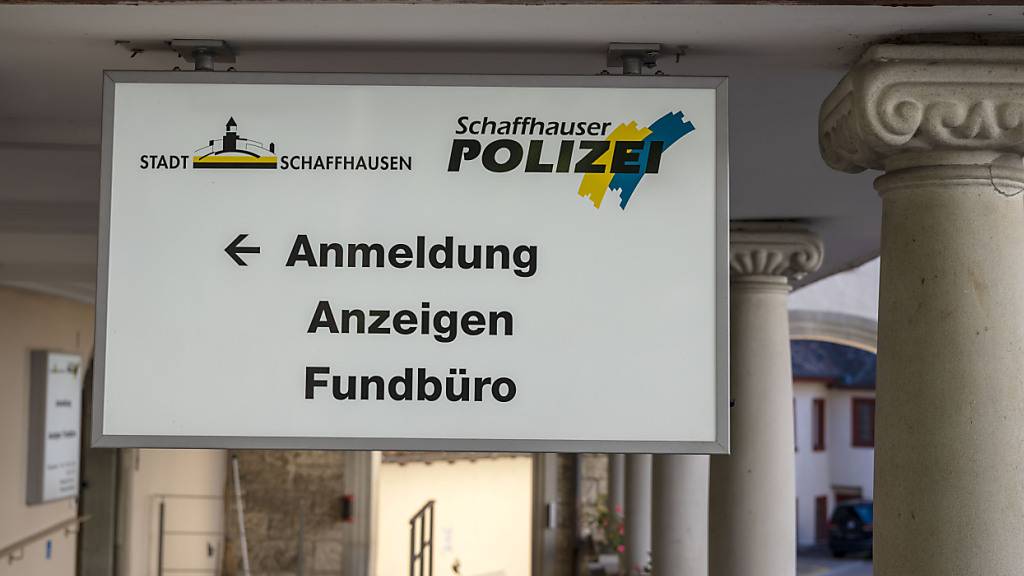 STADT SCHAFFHAUSEN
Schaffhauser
POLIZEI
← Anmeldung
Anzeigen
Fundbüro